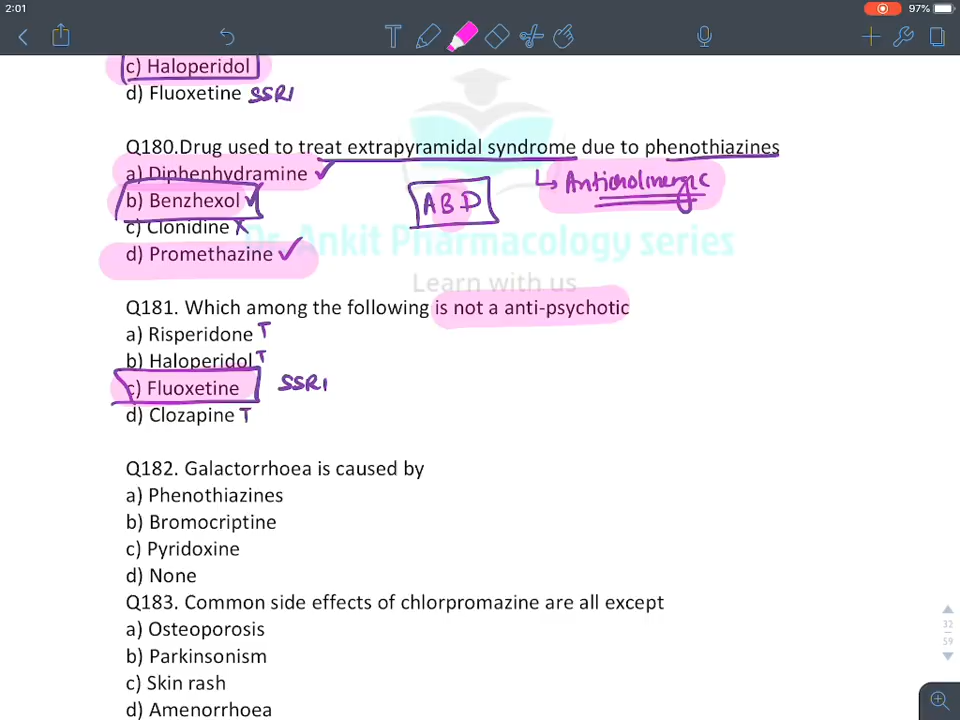 2:01
97%
T
c) Haloperidol
d) Fluoxetine SSRI
Q180.Drug used to treat extrapyramidal syndrome due to phenothiazines
a) Diphenhydramine
Anticholinergic
b) Benzhexol
A B D
c) Clonidine
Dr. Ankit Pharmacology series
d) Promethazine
Learn with us
Q181. Which among the following is not a anti-psychotic
a) Risperidone T
b) Haloperidol T
c) Fluoxetine SSRI
d) Clozapine T
Q182. Galactorrhoea is caused by
a) Phenothiazines
b) Bromocriptine
c) Pyridoxine
d) None
Q183. Common side effects of chlorpromazine are all except
a) Osteoporosis
32
59
b) Parkinsonism
c) Skin rash
d) Amenorrhoea